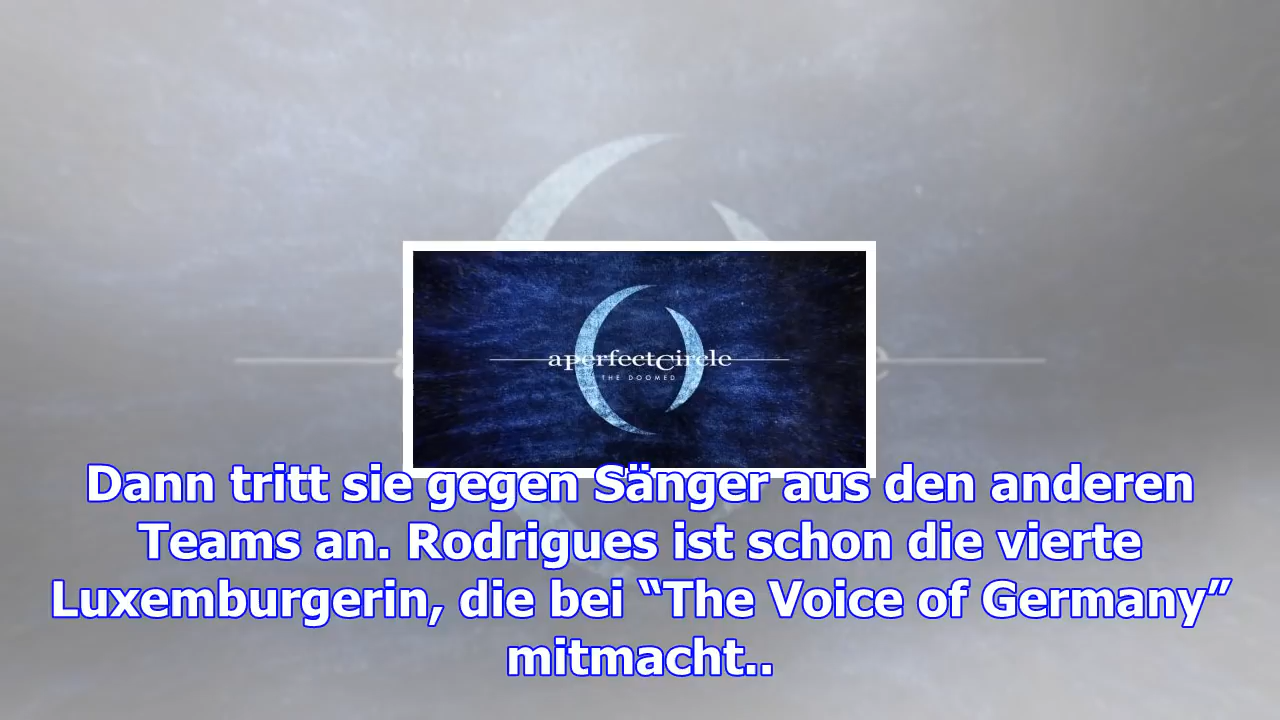 aperfectcircle
THE DOOMED
Dann tritt sie gegen Sänger aus den anderen
Teams an. Rodrigues ist schon die vierte
Luxemburgerin, die bei “The Voice of Germany”
mitmacht..